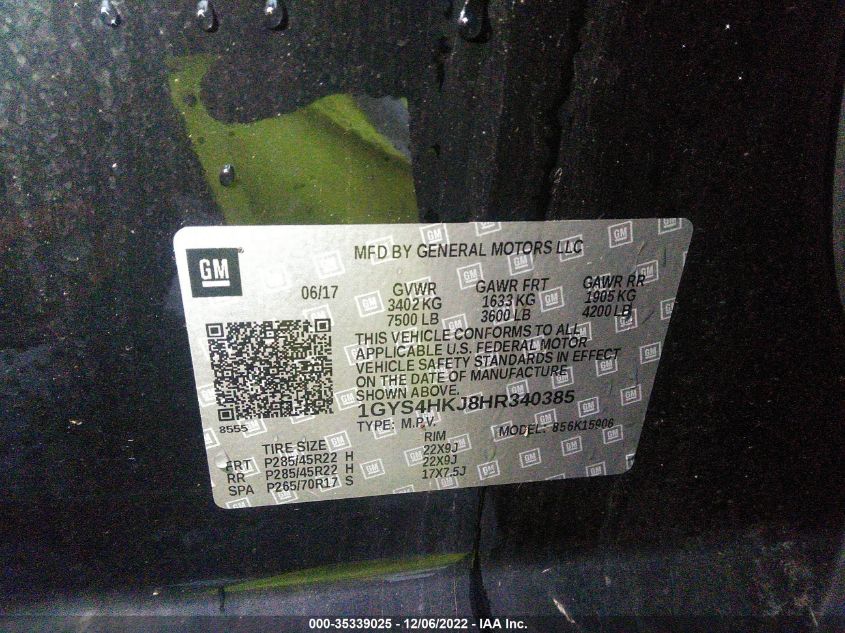 GM
MFD BY GENERAL MOTORS LLC
06/17
GVWR GAWR FRT GAWR RR
3402 KG 1633 KG 1905 KG
7500 LB 3600 LB 4200 LB
THIS VEHICLE CONFORMS TO ALL
APPLICABLE U.S. FEDERAL MOTOR
VEHICLE SAFETY STANDARDS IN EFFECT
ON THE DATE OF MANUFACTURE
SHOWN ABOVE.
1GYS4HKJ8HR340385
8555
TYPE: M.P.V. MODEL: 856K15906
TIRE SIZE RIM
FRT P285/45R22 H 22X9J
RR P285/45R22 H 22X9J
SPA P265/70R17 S 17X7.5J
000-35339025 - 12/06/2022 - IAA Inc.